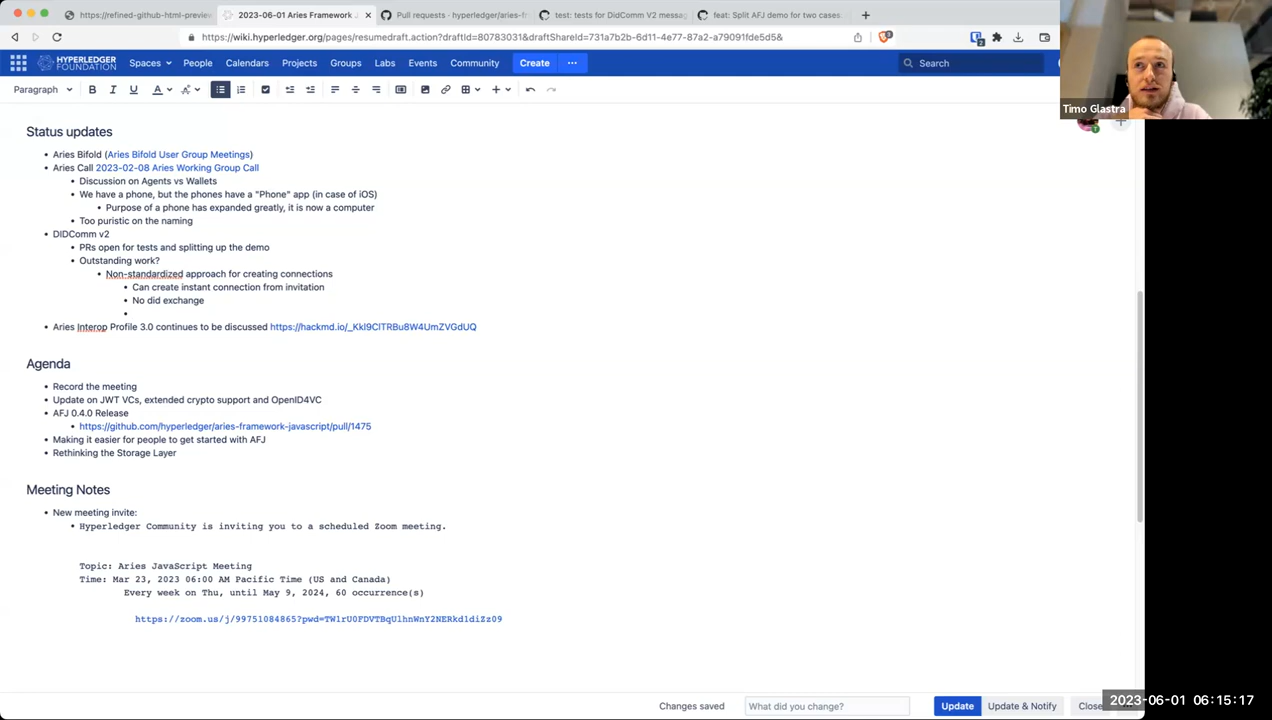 https://refined-github-html-preview
2023-06-01 Aries Framework J
Pull requests · hyperledger/aries-fr
test: tests for DidComm V2 messag
feat: Split AFJ demo for two cases
https://wiki.hyperledger.org/pages/resumedraft.action?draftId=80783031&draftShareId=731a7b2b-6d11-4e77-87a2-a79091fde5d5&
HYPERLEDGER FOUNDATION
Spaces People Calendars Projects Groups Labs Events Community Create Search
Timo Glastra
Paragraph B I U A
Status updates
• Aries Bifold (Aries Bifold User Group Meetings)
• Aries Call 2023-02-08 Aries Working Group Call
• Discussion on Agents vs Wallets
• We have a phone, but the phones have a "Phone" app (in case of iOS)
• Purpose of a phone has expanded greatly, it is now a computer
• Too puristic on the naming
• DIDComm v2
• PRs open for tests and splitting up the demo
• Outstanding work?
• Non-standardized approach for creating connections
• Can create instant connection from invitation
• No did exchange
•
• Aries Interop Profile 3.0 continues to be discussed https://hackmd.io/_KkI9ClTRBu8W4UmZVGdUQ
Agenda
• Record the meeting
• Update on JWT VCs, extended crypto support and OpenID4VC
• AFJ 0.4.0 Release
• https://github.com/hyperledger/aries-framework-javascript/pull/1475
• Making it easier for people to get started with AFJ
• Rethinking the Storage Layer
Meeting Notes
• New meeting invite:
• Hyperledger Community is inviting you to a scheduled Zoom meeting.
Topic: Aries JavaScript Meeting
Time: Mar 23, 2023 06:00 AM Pacific Time (US and Canada)
Every week on Thu, until May 9, 2024, 60 occurrence(s)
https://zoom.us/j/99751084865?pwd=TW1rU0FDVTBqU1hnWnY2NERkd1diZz09
Changes saved What did you change? Update Update & Notify Close
2023-06-01 06:15:17